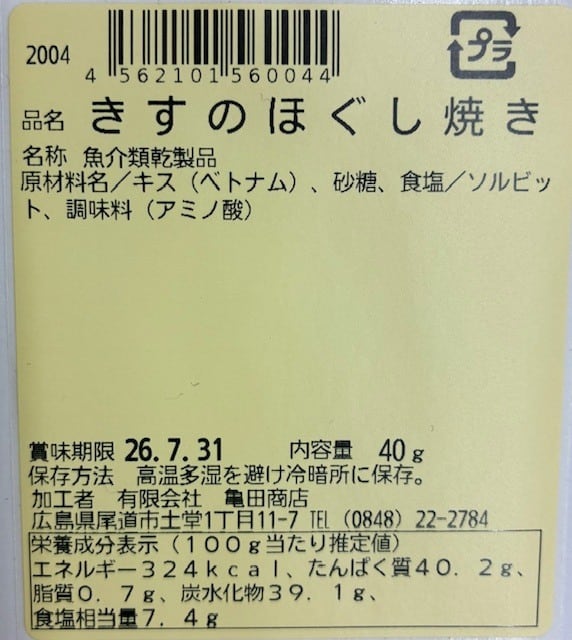 2004
4 562101 560044
プラ
品名 きすのほぐし焼き
名称 魚介類乾製品
原材料名／キス（ベトナム）、砂糖、食塩／ソルビッ
ト、調味料（アミノ酸）
賞味期限 26.7.31 内容量 40g
保存方法 高温多湿を避け冷暗所に保存。
加工者 有限会社 亀田商店
広島県尾道市土堂1丁目11-7 TEL（0848）22-2784
栄養成分表示（100g当たり推定値）
エネルギー324kcal、たんぱく質40．2g、
脂質0．7g、炭水化物39．1g、
食塩相当量7．4g